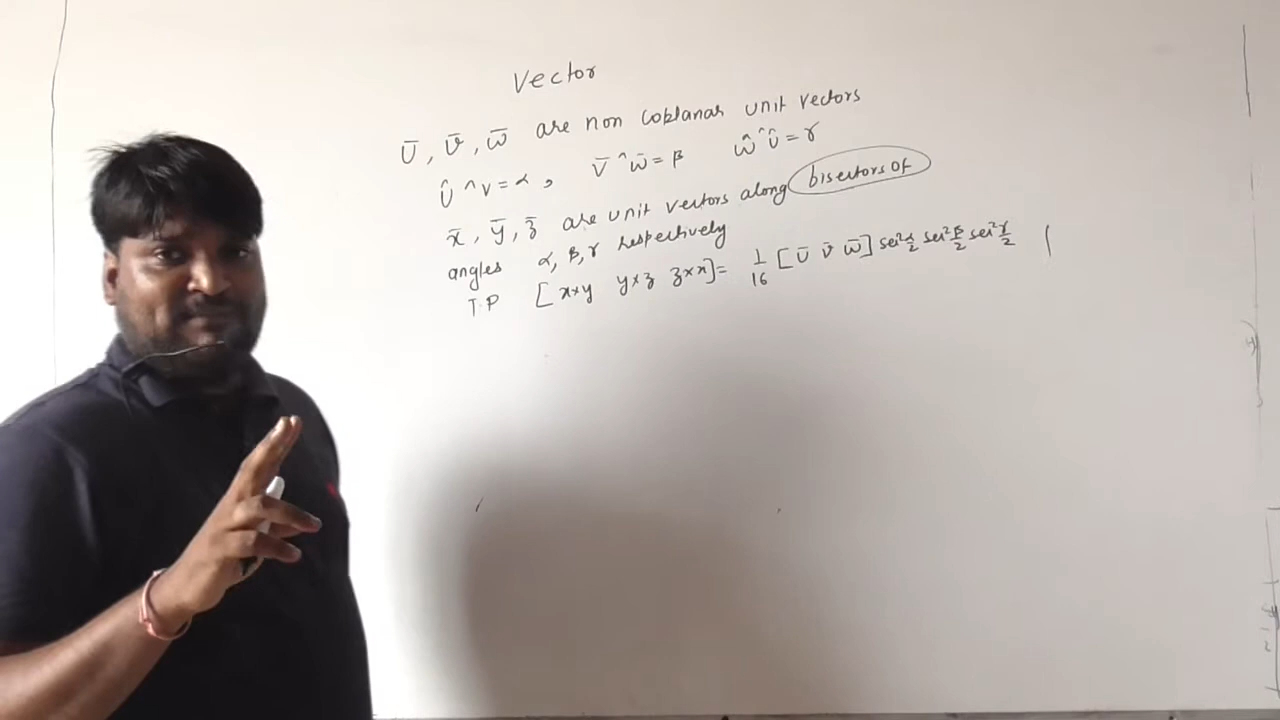 Vector
Ū, v̄, w̄ are non coplanar unit vectors
Û ^ v = α, v̄ ^ w̄ = β ŵ ^ û = γ
x̄, ȳ, z̄ are unit vectors along bisectors of
angles α, β, γ respectively
T.P [x×y y×z z×x] = 1/16 [ū v̄ w̄] sec²α/2 sec²β/2 sec²γ/2